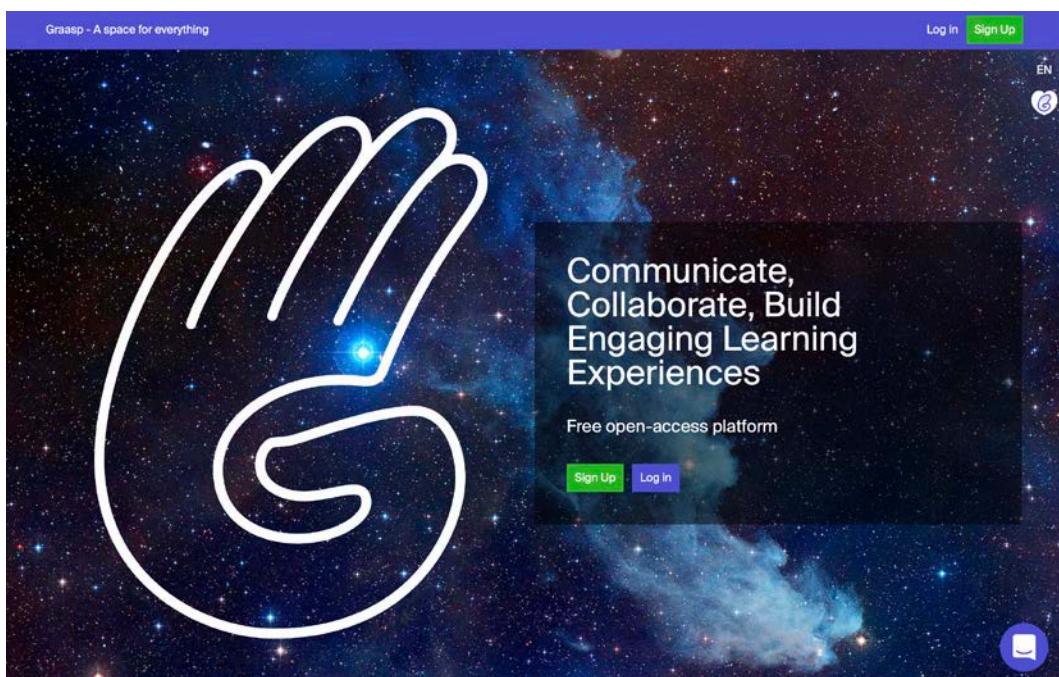 Graasp - A space for everything
Log in
Sign Up
EN
Communicate,
Collaborate, Build
Engaging Learning
Experiences
Free open-access platform
Sign Up
Log in